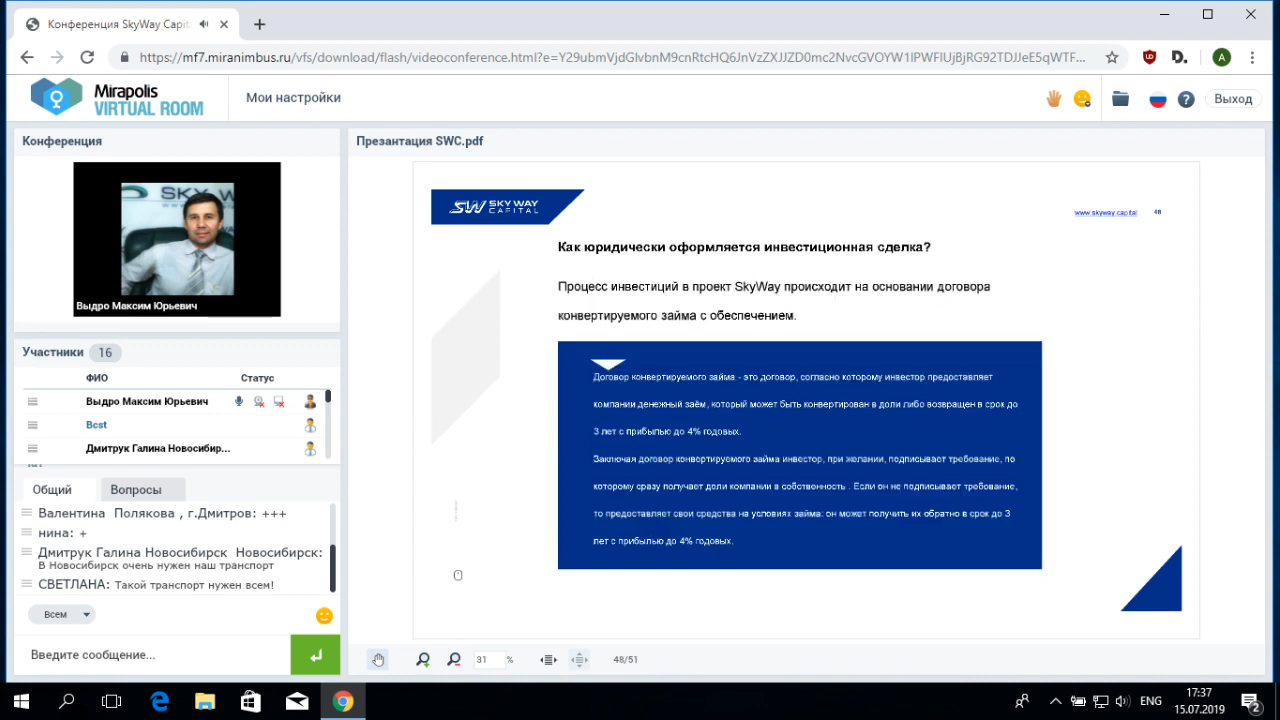 Конференция SkyWay Capit
https://mf7.miranimbus.ru/vfs/download/flash/videoconference.html?e=Y29ubmVjdGlvbnM9cnRtcHQ6JnVzZXJJZD0mc2NvcGVOYW1lPWFlUjBjRG92TDJJeE5qWTF...
Mirapolis
VIRTUAL ROOM
Мои настройки
Выход
Конференция
SKY WAY
Выдро Максим Юрьевич
Участники 16
ФИО Статус
Выдро Максим Юрьевич
Bcst
Дмитрук Галина Новосибир...
Общий Вопросы
Валентина Полякова , г.Дмитров: +++
нина: +
Дмитрук Галина Новосибирск Новосибирск:
В Новосибирск очень нужен наш транспорт
СВЕТЛАНА: Такой транспорт нужен всем!
Всем
Введите сообщение...
Презантация SWC.pdf
SW SKY WAY
CAPITAL
www.skyway.capital 48
Как юридически оформляется инвестиционная сделка?
Процесс инвестиций в проект SkyWay происходит на основании договора
конвертируемого займа с обеспечением.
Договор конвертируемого займа - это договор, согласно которому инвестор предоставляет
компании денежный заём, который может быть конвертирован в доли либо возвращен в срок до
3 лет с прибылью до 4% годовых.
Заключая договор конвертируемого займа инвестор, при желании, подписывает требование, по
которому сразу получает доли компании в собственность . Если он не подписывает требование,
то предоставляет свои средства на условиях займа: он может получить их обратно в срок до 3
лет с прибылью до 4% годовых.
31 % 48/51
ENG
17:37
15.07.2019
2